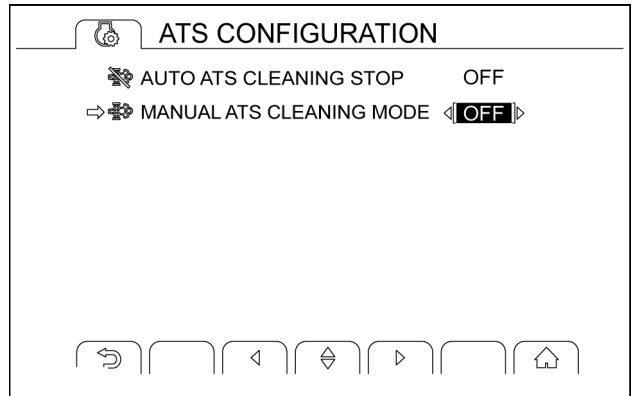 ATS CONFIGURATION
AUTO ATS CLEANING STOP OFF
MANUAL ATS CLEANING MODE OFF